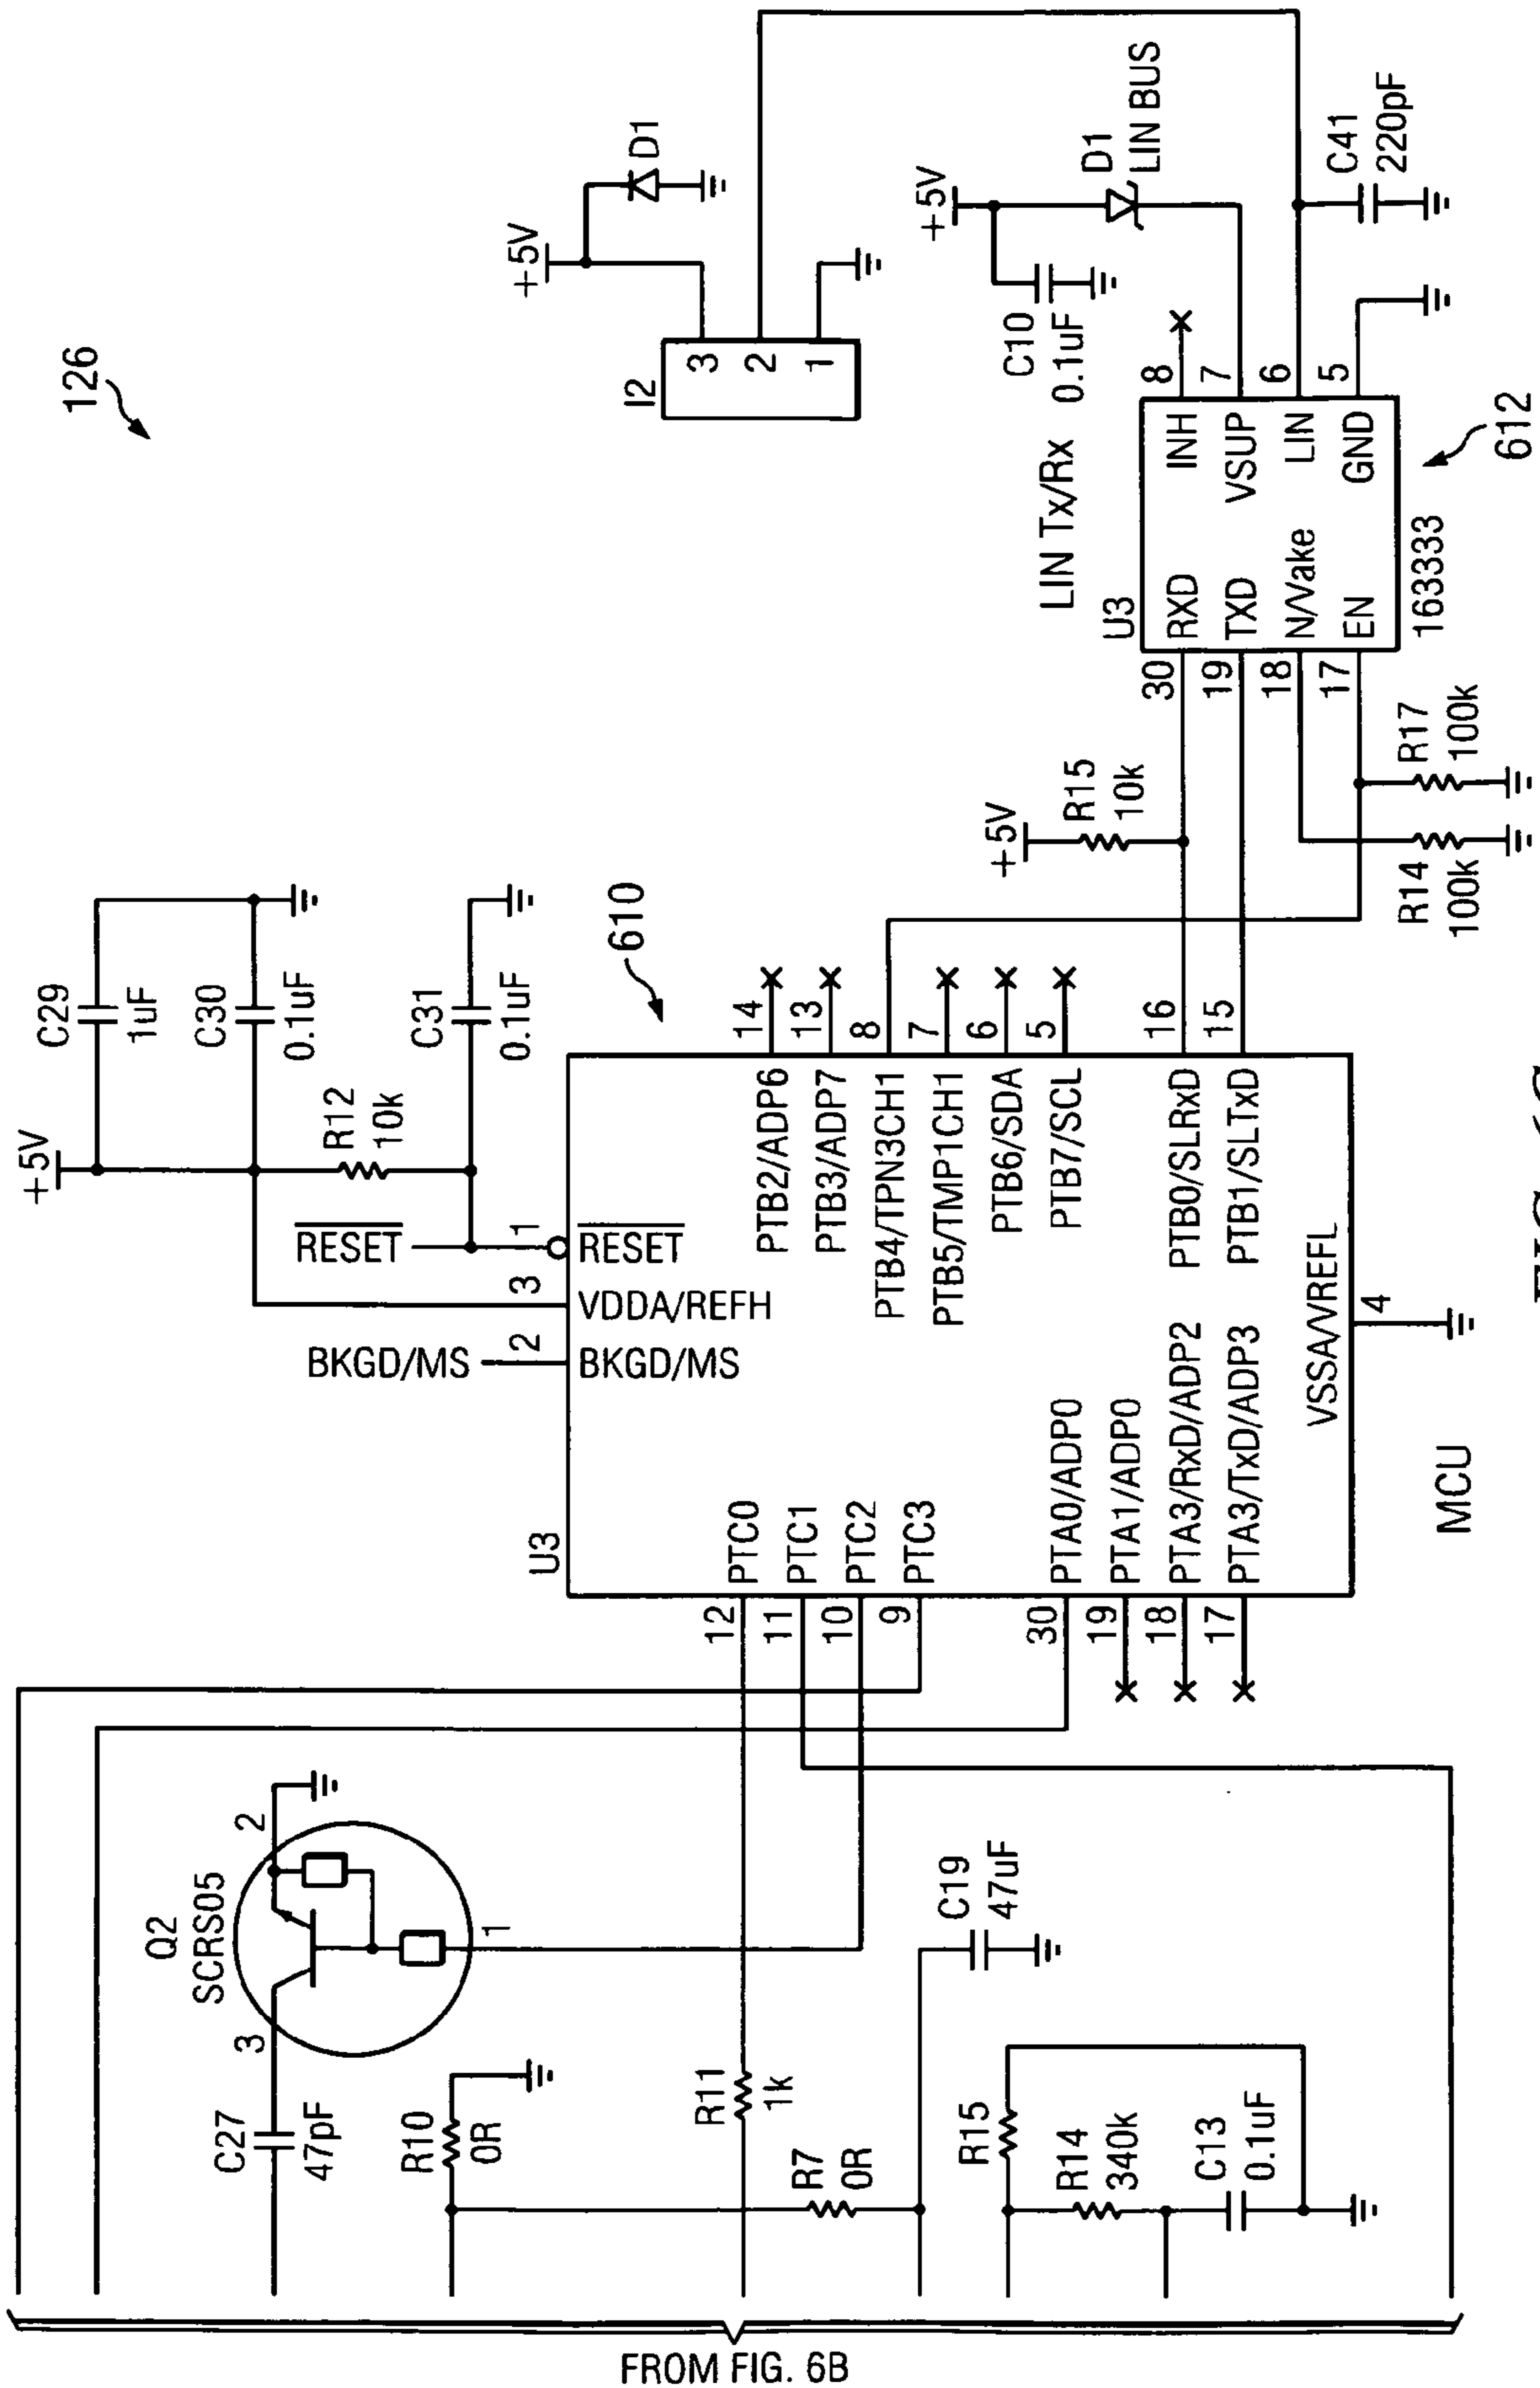 126
+5V
C29
1uF
C30
0.1uF
R12
10k
C31
0.1uF
RESET
1
3
BKGD/MS
2
RESET
VDDA/REFH
BKGD/MS
610
U3
14
13
8
7
6
5
16
15
PTB2/ADP6
PTB3/ADP7
PTB4/TPN3CH1
PTB5/TMP1CH1
PTB6/SDA
PTB7/SCL
PTB0/SLRxD
PTB1/SLTxD
VSSA/VREFL
4
PTC0
PTC1
PTC2
PTC3
PTA0/ADP0
PTA1/ADP0
PTA3/RxD/ADP2
PTA3/TxD/ADP3
12
11
10
9
30
19
18
17
MCU
+5V
D1
I2
3
2
1
+5V
C10
0.1uF
D1
LIN BUS
C41
220pF
LIN Tx/Rx
U3
8
7
6
5
INH
VSUP
LIN
GND
RXD
TXD
N/Vake
EN
30
19
18
17
163333
612
+5V
R15
10k
R14
100k
R17
100k
Q2
SCRS05
2
1
3
C27
47pF
R10
0R
R11
1k
R7
0R
C19
47uF
R15
R14
340k
C13
0.1uF
FROM FIG. 6B